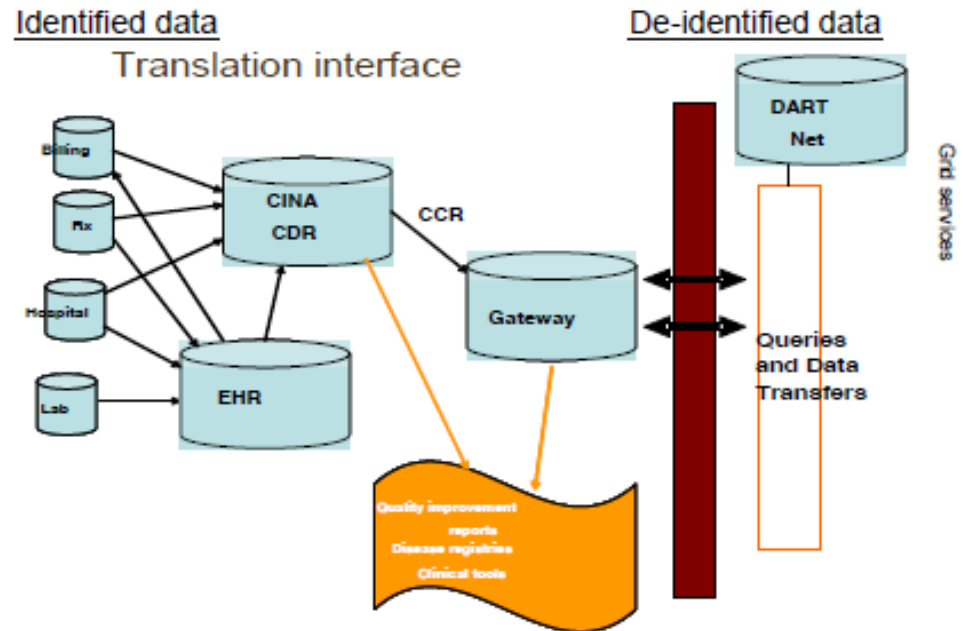 Identified data
De-identified data
Translation interface
Billing
Rx
Hospital
Lab
CINA
CDR
EHR
CCR
Gateway
DART
Net
Grid services
Queries
and Data
Transfers
Quality improvement
reports
Disease registries
Clinical tools